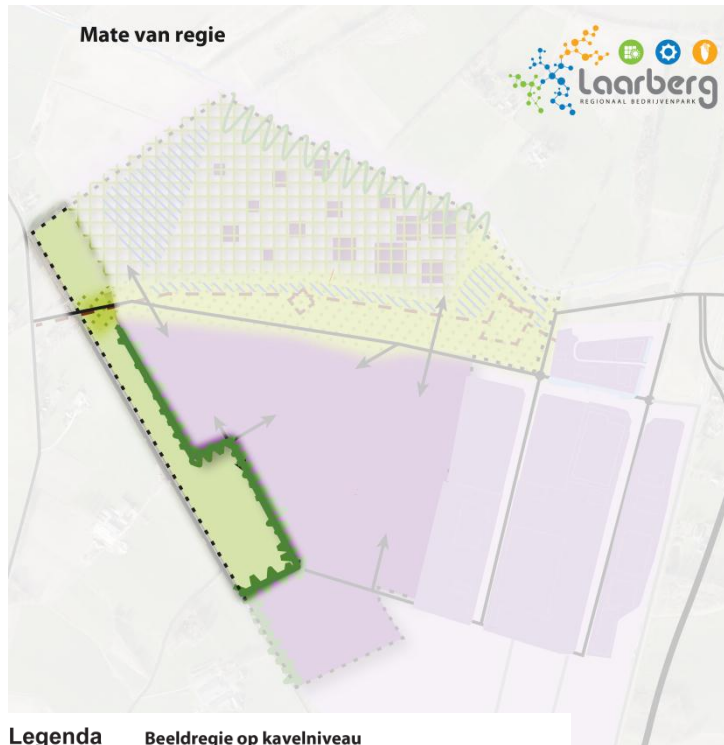 Mate van regie
Laarberg
REGIONAAL BEDRIJVENPARK
Legenda Beeldregie op kavelniveau